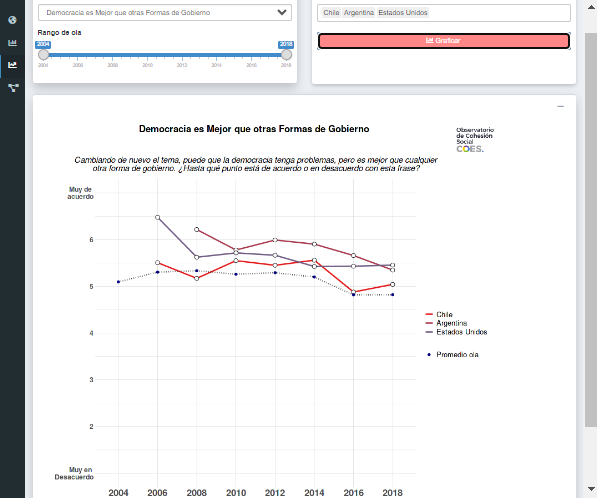 Democracia es Mejor que otras Formas de Gobierno
Chile Argentina Estados Unidos
Rango de ola
Graficar
2004 2018
2004 2006 2008 2010 2012 2014 2016 2018
Democracia es Mejor que otras Formas de Gobierno
Observatorio
de Cohesión
Social
COES.
Cambiando de nuevo el tema, puede que la democracia tenga problemas, pero es mejor que cualquier
otra forma de gobierno. ¿Hasta qué punto está de acuerdo o en desacuerdo con esta frase?
Muy de
acuerdo
6
5
4
3
2
Muy en
Desacuerdo
2004 2006 2008 2010 2012 2014 2016 2018
Chile
Argentina
Estados Unidos
Promedio ola